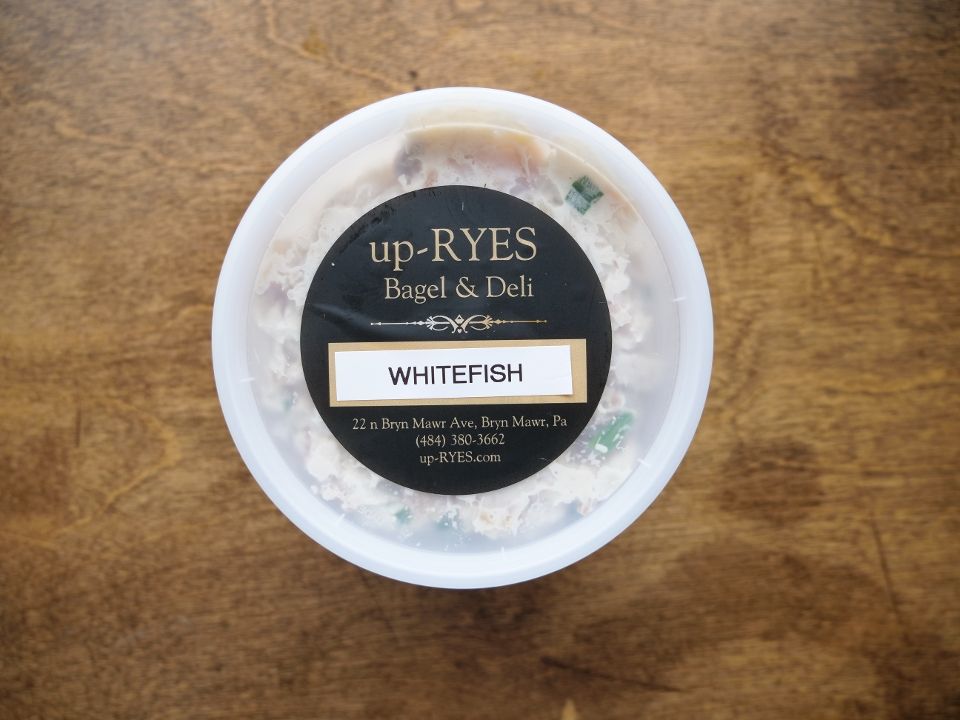 up-RYES
Bagel & Deli
WHITEFISH
22 n Bryn Mawr Ave, Bryn Mawr, Pa
(484) 380-3662
up-RYES.com